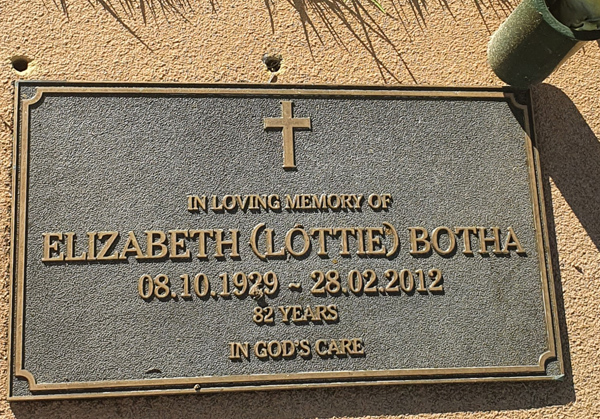 IN LOVING MEMORY OF
ELIZABETH (LOTTIE) BOTHA
08.10.1929 ~ 28.02.2012
82 YEARS
IN GOD'S CARE